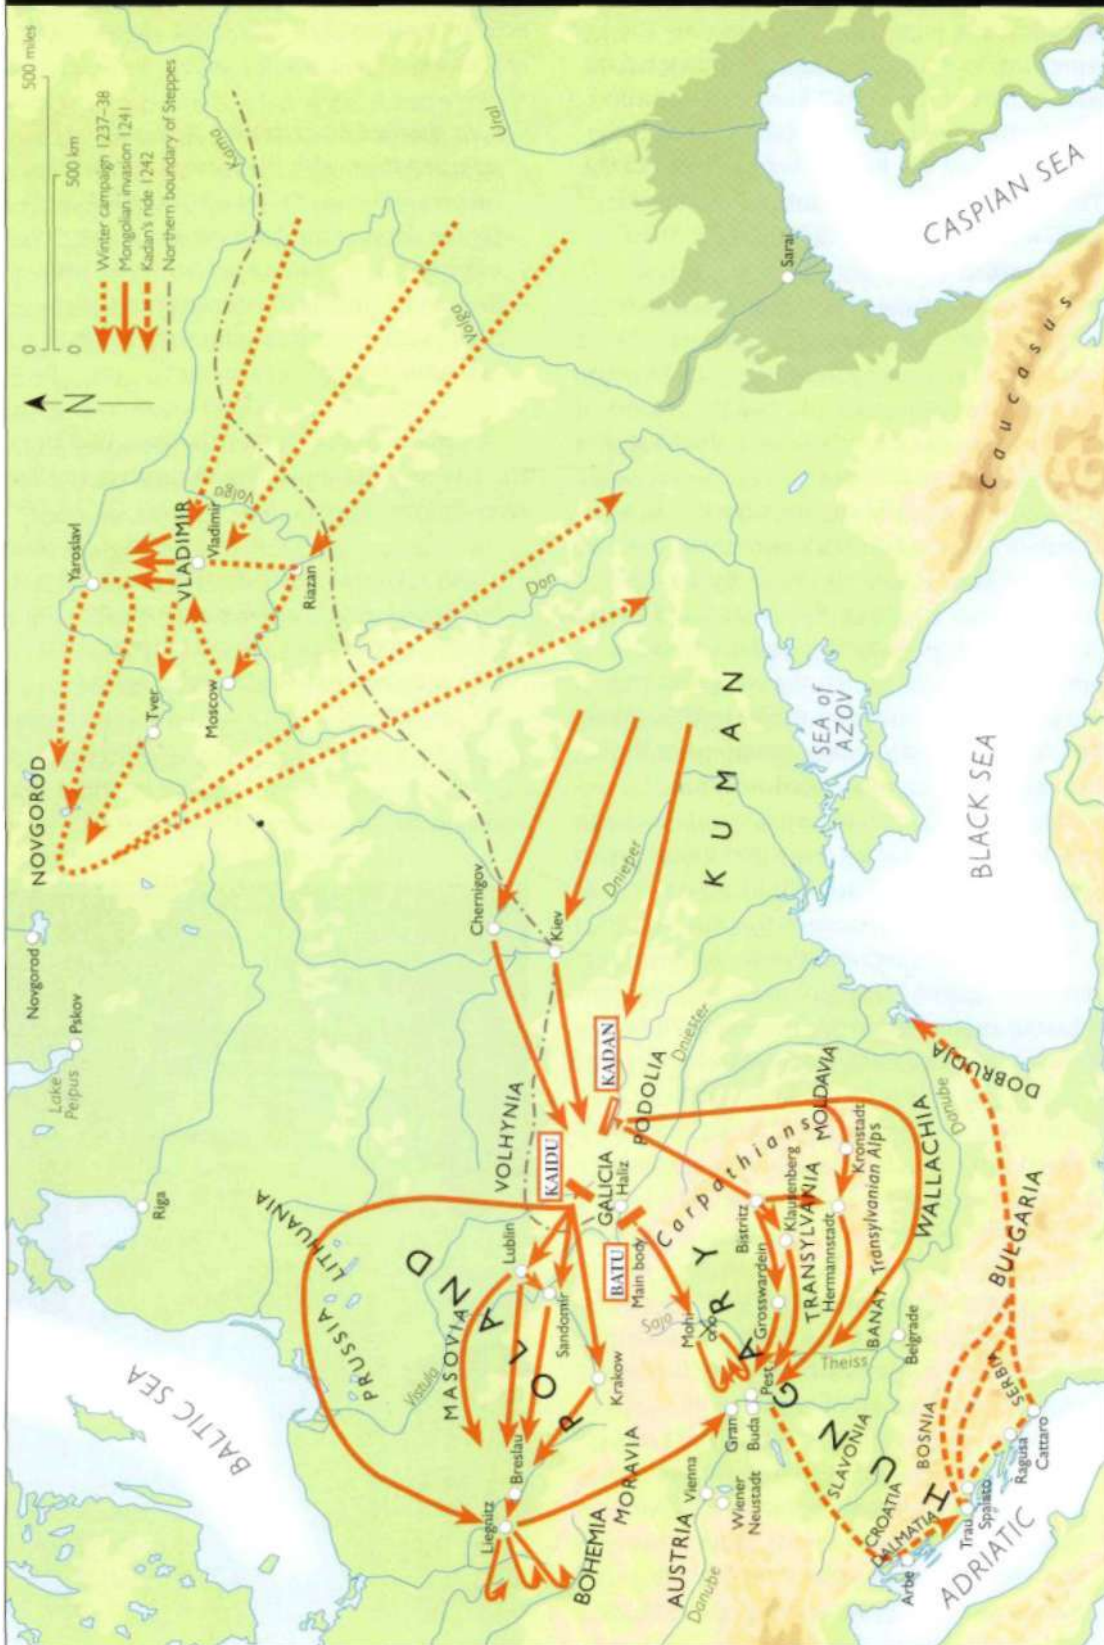 0
500 miles
0
500 km
Winter campaign 1237–38
Mongolian invasion 1241
Kadan's ride 1242
Northern boundary of Steppes
N
Kama
Ural
Volga
Sarai
CASPIAN SEA
Caucasus
Yaroslavl
VLADIMIR
Vladimir
Volga
Riazan
Tver
Moscow
Don
NOVGOROD
Novgorod
Pskov
Lake
Peipus
KUMAN
SEA of
AZOV
BLACK SEA
Chernigov
Kiev
Dnieper
Dniester
KADAN
PODOLIA
KAIDU
VOLHYNIA
GALICIA
Haliz
BATU
Main body
Riga
LITHUANIA
PRUSSIA
BALTIC SEA
MASOVIA
Vistula
POLAND
Lublin
Sandomir
Krakow
Breslau
Liegnitz
BOHEMIA
MORAVIA
AUSTRIA
Vienna
Wiener
Neustadt
Danube
Gran
Buda
Pest
HUNGARY
Sajo
Mohi
Carpathians
Bistritz
Klausenberg
Grosswardein
TRANSYLVANIA
Hermannstadt
Kronstadt
MOLDAVIA
Transylvanian Alps
WALLACHIA
BANAT
Theiss
Belgrade
Danube
DOBRUDJA
BULGARIA
SERBIA
BOSNIA
SLAVONIA
CROATIA
DALMATIA
Arbe
Trau
Spalato
Ragusa
Cattaro
ADRIATIC